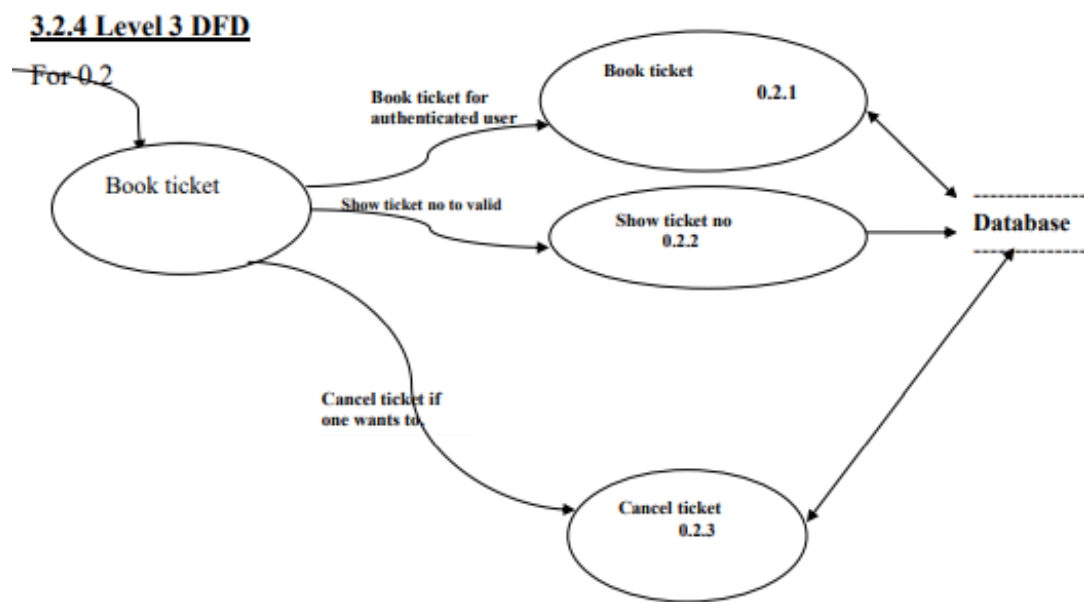 3.2.4 Level 3 DFD
For 0.2
Book ticket
Book ticket for
authenticated user
Show ticket no to valid
Cancel ticket if
one wants to.
Book ticket
0.2.1
Show ticket no
0.2.2
Cancel ticket
0.2.3
Database